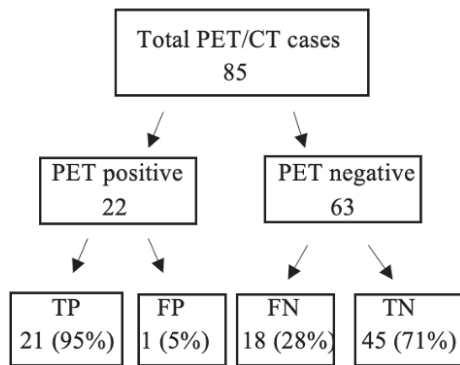 Total PET/CT cases
85
PET positive
22
PET negative
63
TP
21 (95%)
FP
1 (5%)
FN
18 (28%)
TN
45 (71%)